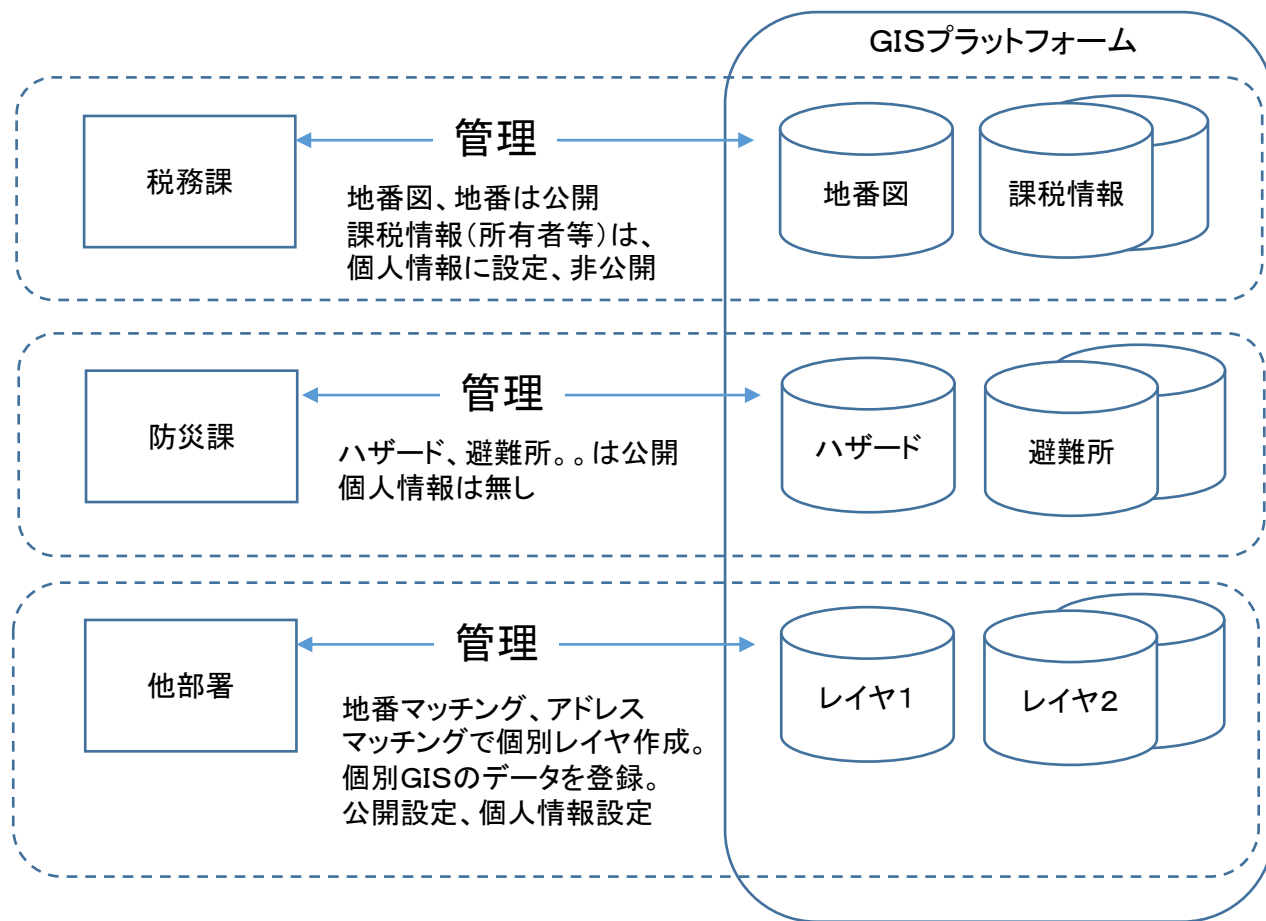 GISプラットフォーム
税務課
管理
地番図
課税情報
地番図、地番は公開
課税情報(所有者等)は、
個人情報に設定、非公開
防災課
管理
ハザード
避難所
ハザード、避難所。。は公開
個人情報は無し
他部署
管理
レイヤ1
レイヤ2
地番マッチング、アドレス
マッチングで個別レイヤ作成。
個別GISのデータを登録。
公開設定、個人情報設定